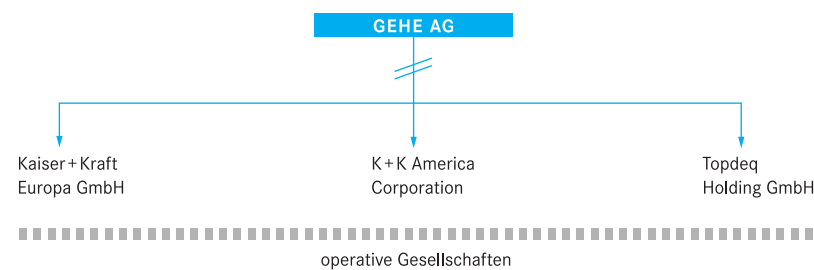 GEHE AG
Kaiser+Kraft
Europa GmbH
K+K America
Corporation
Topdeq
Holding GmbH
operative Gesellschaften